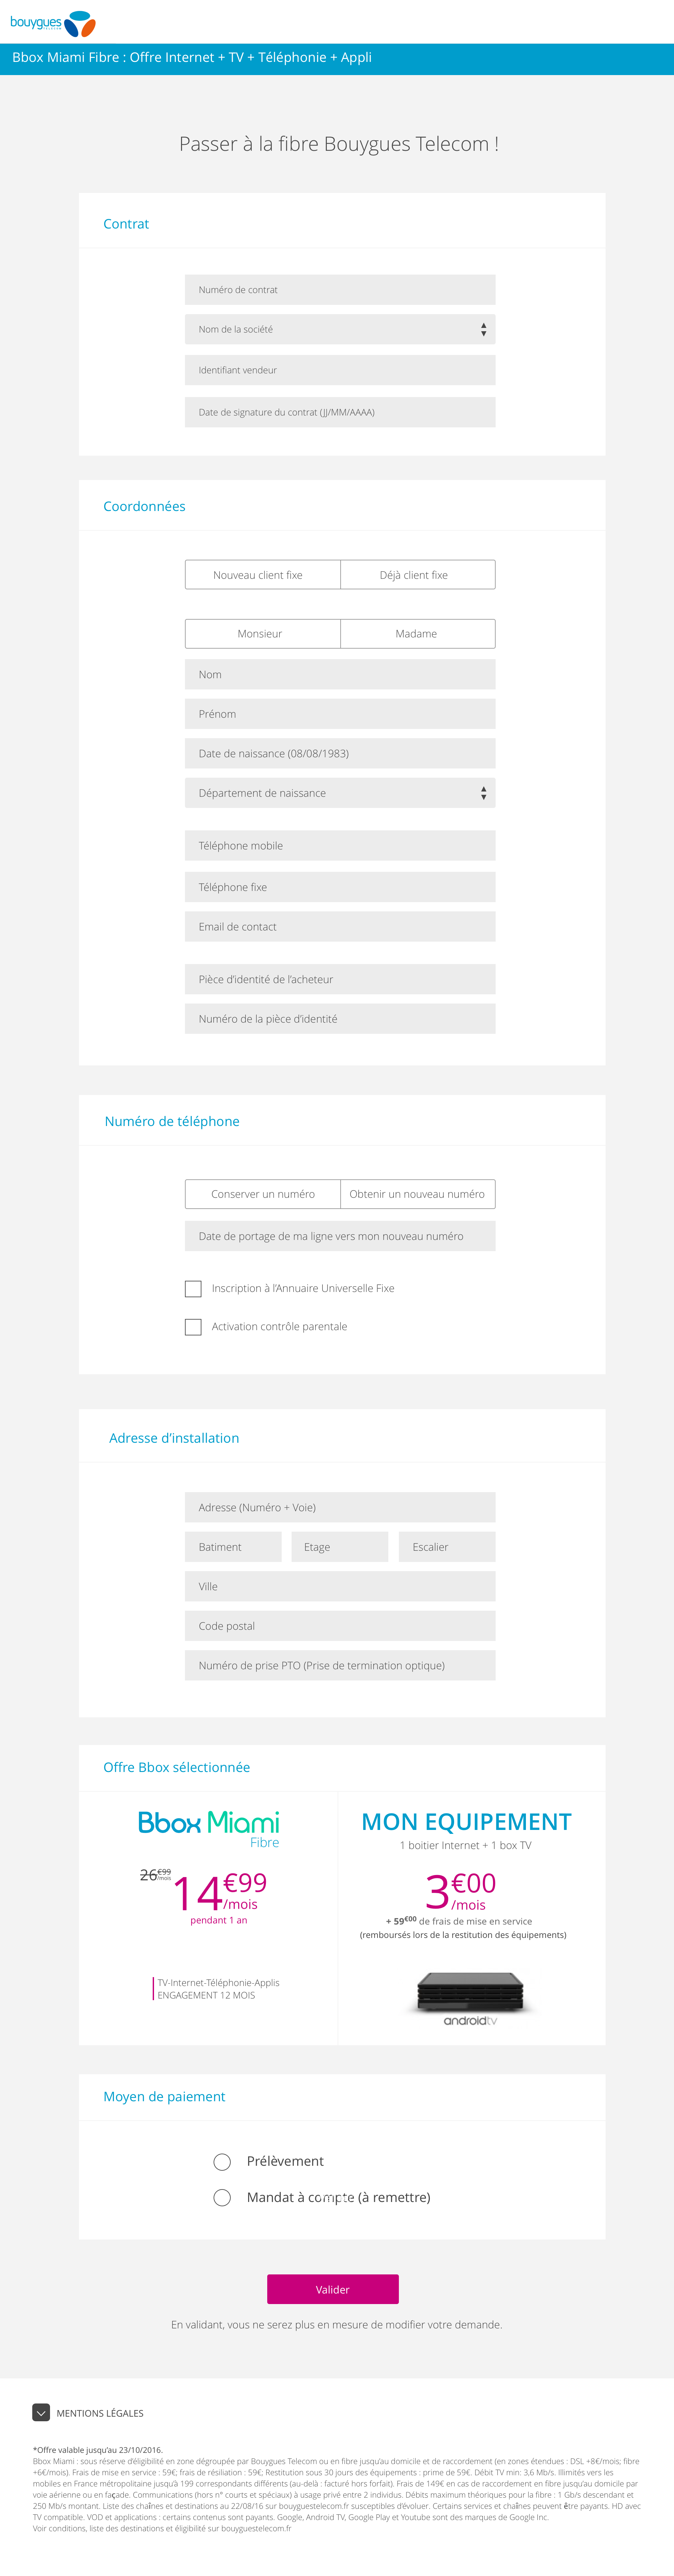 bouygues
TELECOM
Bbox Miami Fibre : Offre Internet + TV + Téléphonie + Appli
Passer à la fibre Bouygues Telecom !
Contrat
Numéro de contrat
Nom de la société
Identifiant vendeur
Date de signature du contrat (JJ/MM/AAAA)
Coordonnées
Nouveau client fixe Déjà client fixe
Monsieur Madame
Nom
Prénom
Date de naissance (08/08/1983)
Département de naissance
Téléphone mobile
Téléphone fixe
Email de contact
Pièce d’identité de l’acheteur
Numéro de la pièce d’identité
Numéro de téléphone
Conserver un numéro Obtenir un nouveau numéro
Date de portage de ma ligne vers mon nouveau numéro
Inscription à l’Annuaire Universelle Fixe
Activation contrôle parentale
Adresse d’installation
Adresse (Numéro + Voie)
Batiment Etage Escalier
Ville
Code postal
Numéro de prise PTO (Prise de termination optique)
Offre Bbox sélectionnée
Bbox Miami
Fibre
26€99/mois
14€99/mois
pendant 1 an
TV-Internet-Téléphonie-Applis
ENGAGEMENT 12 MOIS
MON EQUIPEMENT
1 boitier Internet + 1 box TV
3€00/mois
+ 59€00 de frais de mise en service
(remboursés lors de la restitution des équipements)
androidtv
Moyen de paiement
Prélèvement
Mandat à compte (à remettre)
Valider
En validant, vous ne serez plus en mesure de modifier votre demande.
MENTIONS LÉGALES
*Offre valable jusqu’au 23/10/2016.
Bbox Miami : sous réserve d’éligibilité en zone dégroupée par Bouygues Telecom ou en fibre jusqu’au domicile et de raccordement (en zones étendues : DSL +8€/mois; fibre
+6€/mois). Frais de mise en service : 59€; frais de résiliation : 59€; Restitution sous 30 jours des équipements : prime de 59€. Débit TV min: 3,6 Mb/s. Illimités vers les
mobiles en France métropolitaine jusqu’à 199 correspondants différents (au-delà : facturé hors forfait). Frais de 149€ en cas de raccordement en fibre jusqu’au domicile par
voie aérienne ou en façade. Communications (hors n° courts et spéciaux) à usage privé entre 2 individus. Débits maximum théoriques pour la fibre : 1 Gb/s descendant et
250 Mb/s montant. Liste des chaînes et destinations au 22/08/16 sur bouyguestelecom.fr susceptibles d’évoluer. Certains services et chaînes peuvent être payants. HD avec
TV compatible. VOD et applications : certains contenus sont payants. Google, Android TV, Google Play et Youtube sont des marques de Google Inc.
Voir conditions, liste des destinations et éligibilité sur bouyguestelecom.fr